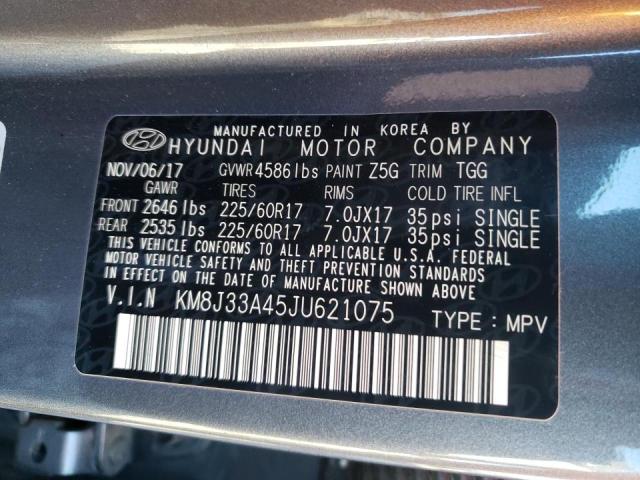 MANUFACTURED IN KOREA BY
HYUNDAI MOTOR COMPANY
NOV/06/17 GVWR 4586lbs PAINT Z5G TRIM TGG
GAWR TIRES RIMS COLD TIRE INFL
FRONT 2646 lbs 225/60R17 7.0JX17 35psi SINGLE
REAR 2535 lbs 225/60R17 7.0JX17 35psi SINGLE
THIS VEHICLE CONFORMS TO ALL APPLICABLE U.S.A. FEDERAL
MOTOR VEHICLE SAFETY, BUMPER, AND THEFT PREVENTION STANDARDS
IN EFFECT ON THE DATE OF MANUFACTURE SHOWN ABOVE.
V.I.N KM8J33A45JU621075 TYPE : MPV